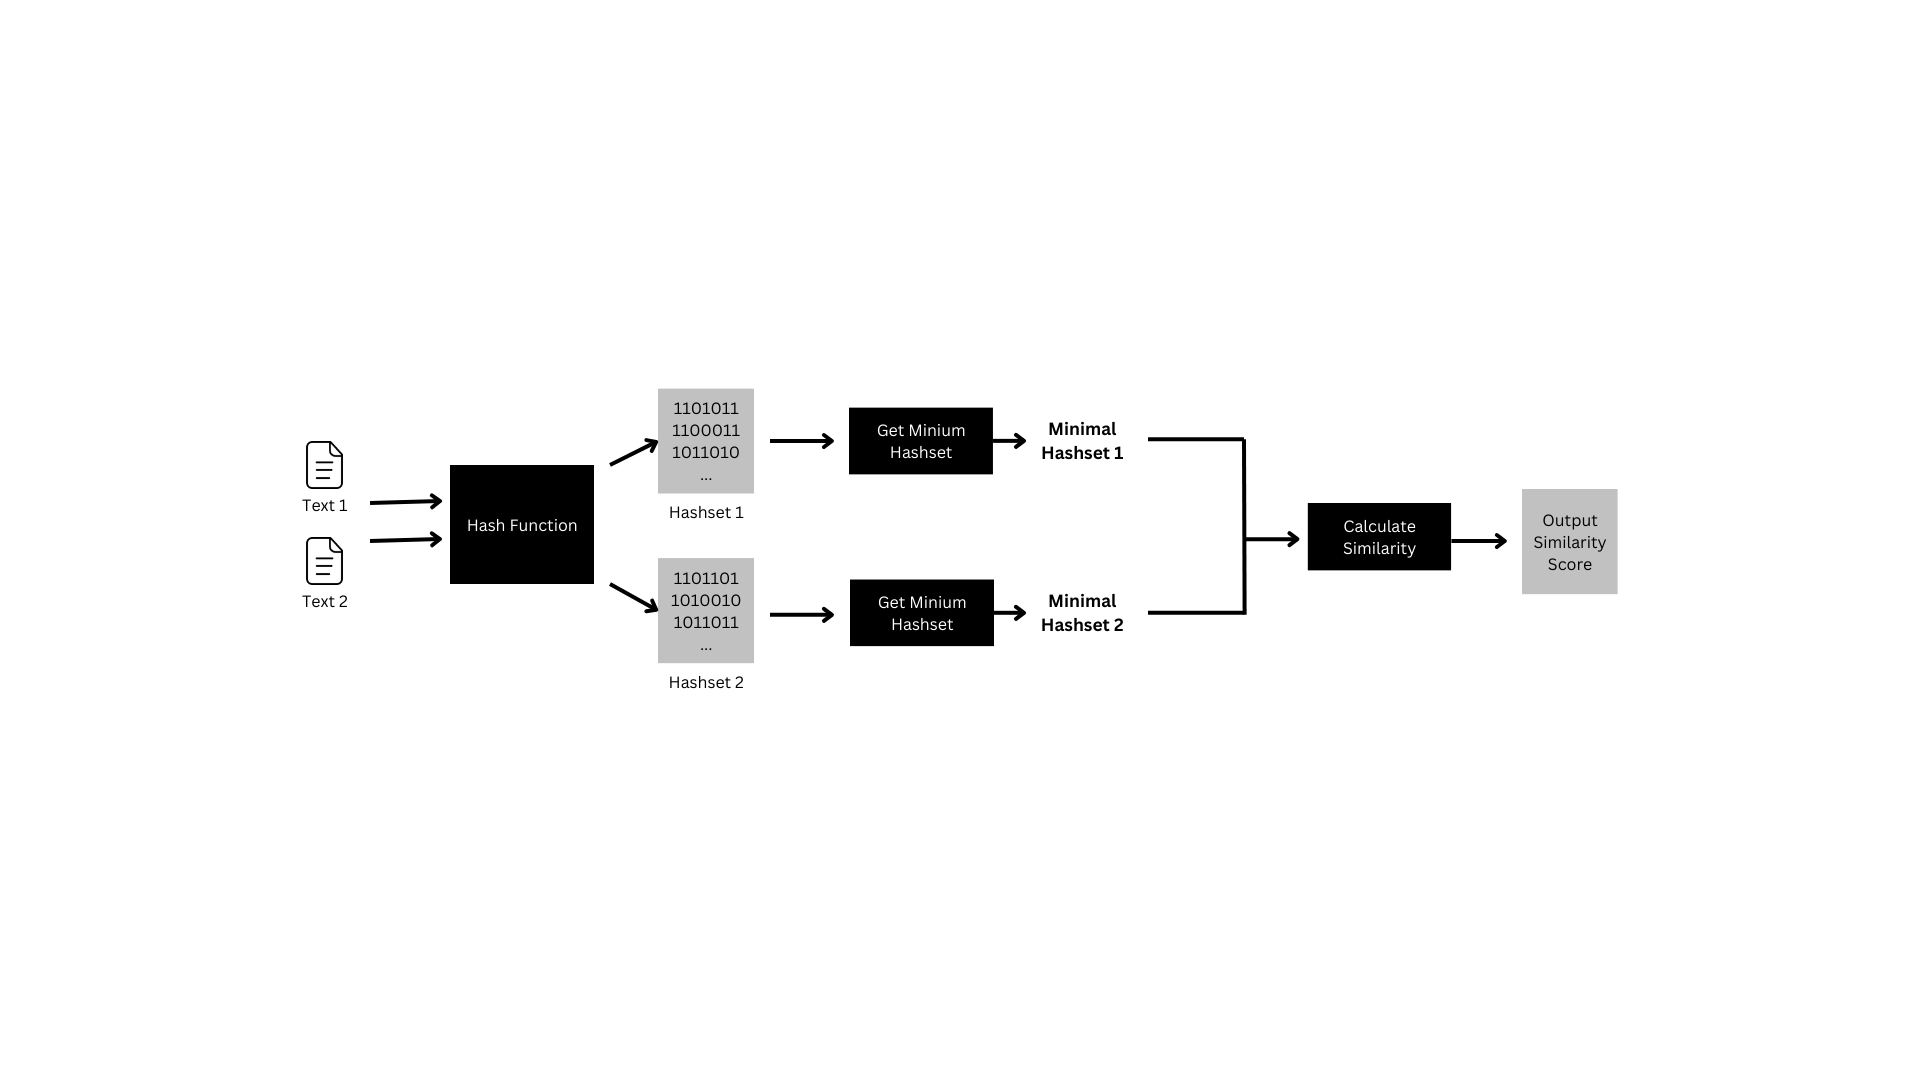 Text 1
Text 2
Hash Function
1101011
1100011
1011010
...
Hashset 1
1101101
1010010
1011011
...
Hashset 2
Get Minium
Hashset
Minimal
Hashset 1
Get Minium
Hashset
Minimal
Hashset 2
Calculate
Similarity
Output
Similarity
Score